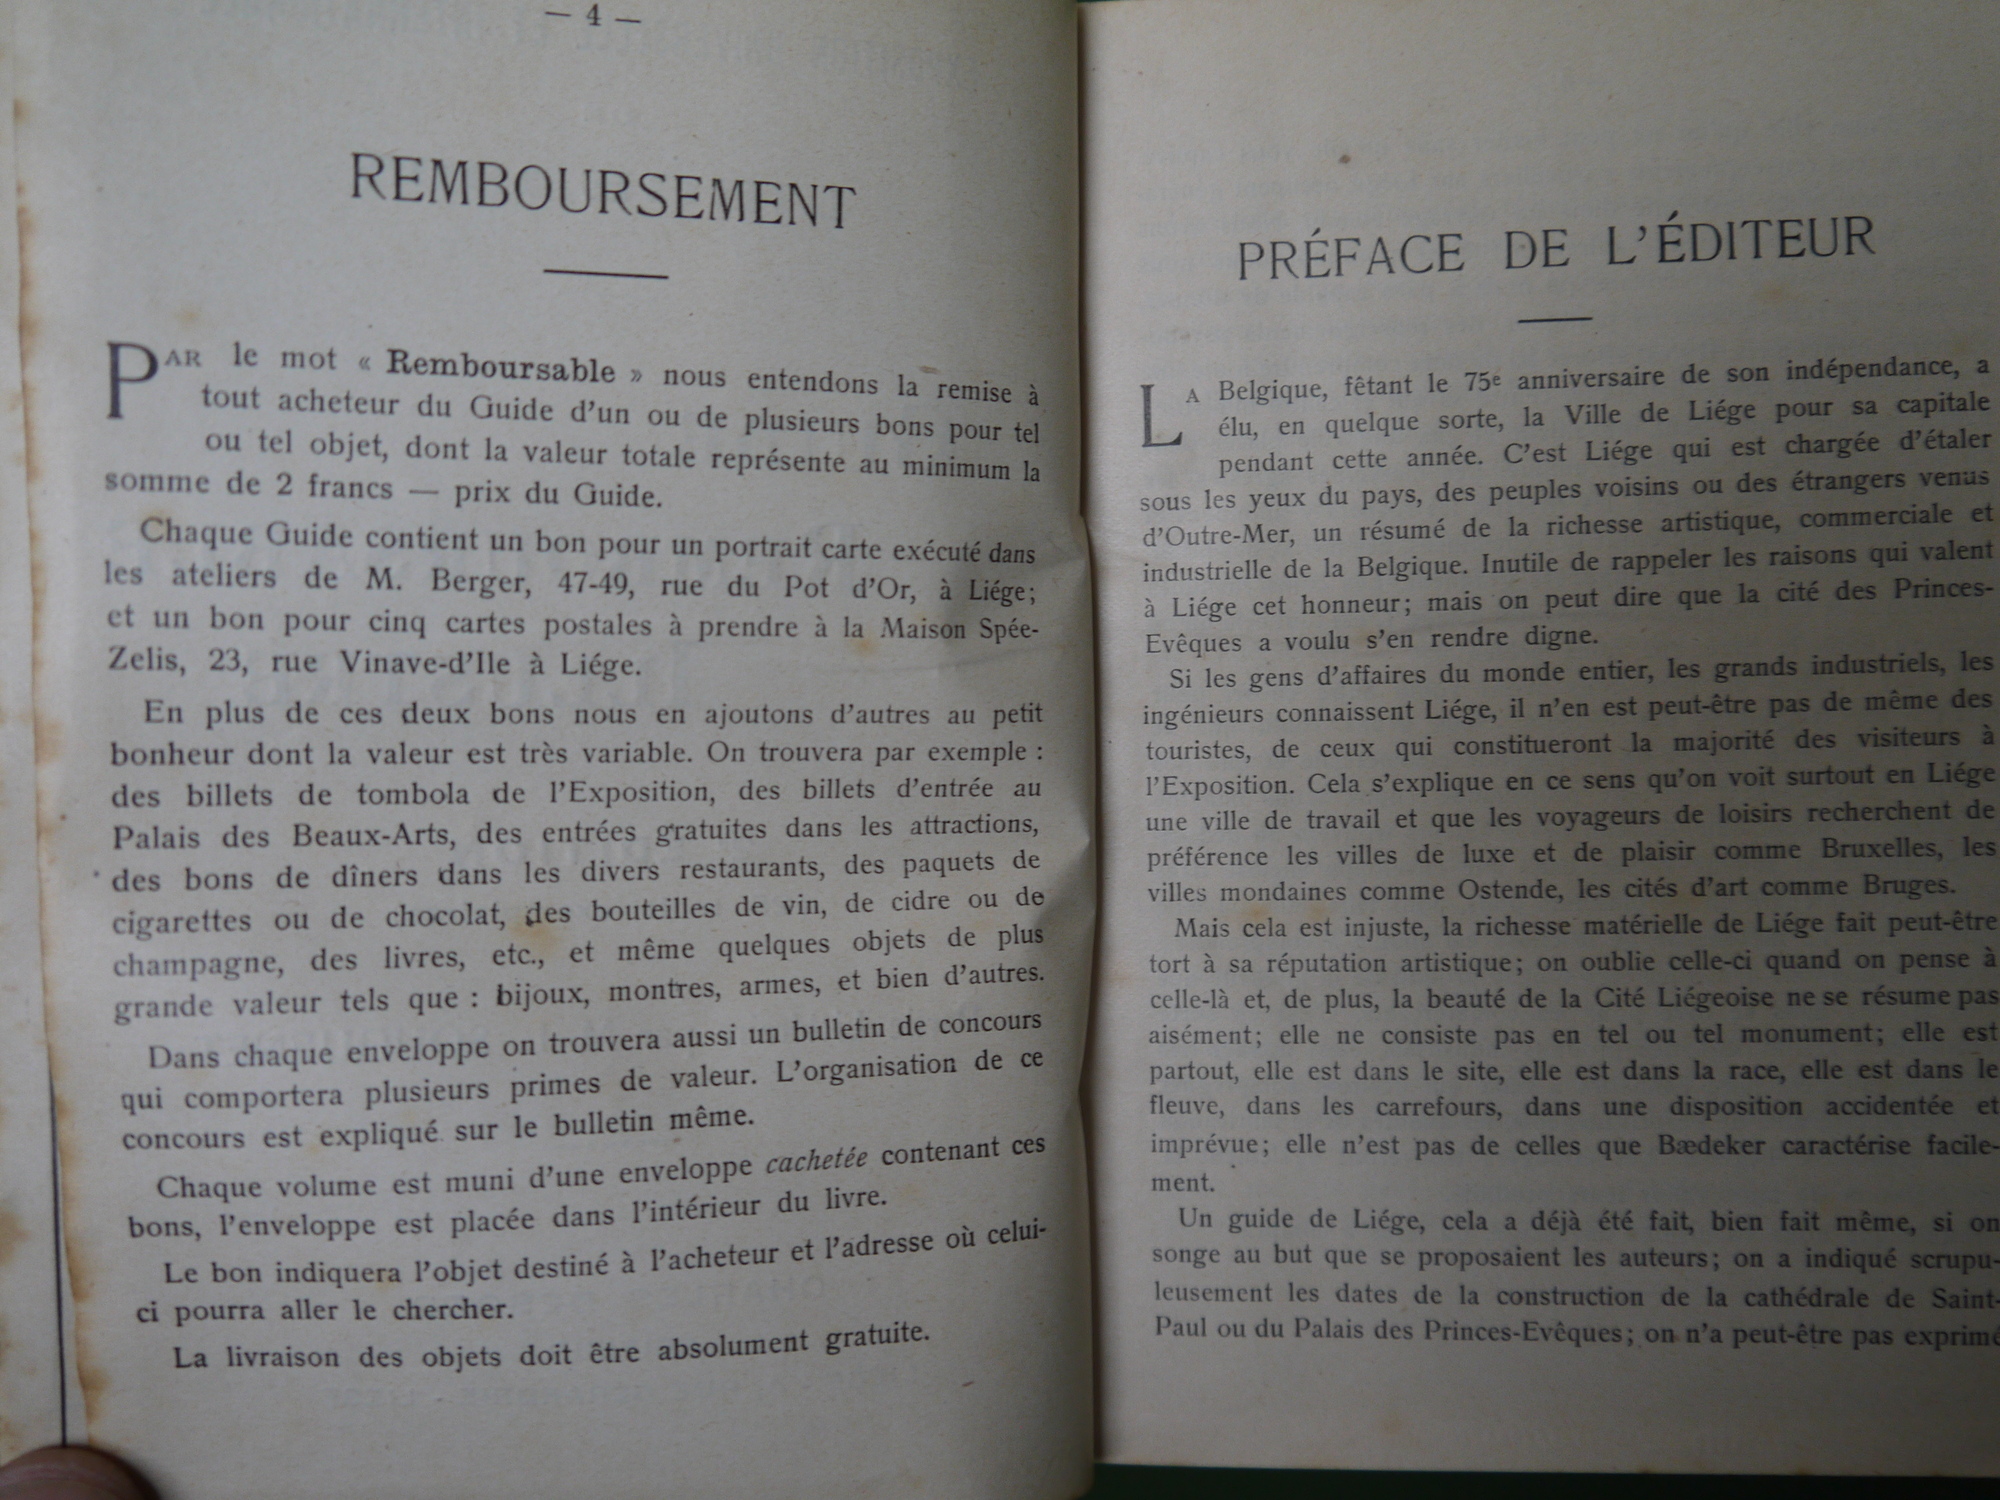 — 4 —
REMBOURSEMENT
PAR le mot « Remboursable » nous entendons la remise à
tout acheteur du Guide d'un ou de plusieurs bons pour tel
ou tel objet, dont la valeur totale représente au minimum la
somme de 2 francs — prix du Guide.
Chaque Guide contient un bon pour un portrait carte exécuté dans
les ateliers de M. Berger, 47-49, rue du Pot d'Or, à Liége;
et un bon pour cinq cartes postales à prendre à la Maison Spée-
Zelis, 23, rue Vinave-d'Ile à Liége.
En plus de ces deux bons nous en ajoutons d'autres au petit
bonheur dont la valeur est très variable. On trouvera par exemple :
des billets de tombola de l'Exposition, des billets d'entrée au
Palais des Beaux-Arts, des entrées gratuites dans les attractions,
des bons de dîners dans les divers restaurants, des paquets de
cigarettes ou de chocolat, des bouteilles de vin, de cidre ou de
champagne, des livres, etc., et même quelques objets de plus
grande valeur tels que : bijoux, montres, armes, et bien d'autres.
Dans chaque enveloppe on trouvera aussi un bulletin de concours
qui comportera plusieurs primes de valeur. L'organisation de ce
concours est expliqué sur le bulletin même.
Chaque volume est muni d'une enveloppe cachetée contenant ces
bons, l'enveloppe est placée dans l'intérieur du livre.
Le bon indiquera l'objet destiné à l'acheteur et l'adresse où celui-
ci pourra aller le chercher.
La livraison des objets doit être absolument gratuite.
PRÉFACE DE L'ÉDITEUR
LA Belgique, fêtant le 75e anniversaire de son indépendance, a
élu, en quelque sorte, la Ville de Liége pour sa capitale
pendant cette année. C'est Liége qui est chargée d'étaler
sous les yeux du pays, des peuples voisins ou des étrangers venus
d'Outre-Mer, un résumé de la richesse artistique, commerciale et
industrielle de la Belgique. Inutile de rappeler les raisons qui valent
à Liége cet honneur; mais on peut dire que la cité des Princes-
Evêques a voulu s'en rendre digne.
Si les gens d'affaires du monde entier, les grands industriels, les
ingénieurs connaissent Liége, il n'en est peut-être pas de même des
touristes, de ceux qui constitueront la majorité des visiteurs à
l'Exposition. Cela s'explique en ce sens qu'on voit surtout en Liége
une ville de travail et que les voyageurs de loisirs recherchent de
préférence les villes de luxe et de plaisir comme Bruxelles, les
villes mondaines comme Ostende, les cités d'art comme Bruges.
Mais cela est injuste, la richesse matérielle de Liége fait peut-être
tort à sa réputation artistique; on oublie celle-ci quand on pense à
celle-là et, de plus, la beauté de la Cité Liégeoise ne se résume pas
aisément; elle ne consiste pas en tel ou tel monument; elle est
partout, elle est dans le site, elle est dans la race, elle est dans le
fleuve, dans les carrefours, dans une disposition accidentée et
imprévue; elle n'est pas de celles que Bædeker caractérise facile-
ment.
Un guide de Liége, cela a déjà été fait, bien fait même, si on
songe au but que se proposaient les auteurs; on a indiqué scrupu-
leusement les dates de la construction de la cathédrale de Saint-
Paul ou du Palais des Princes-Evêques; on n'a peut-être pas exprimé